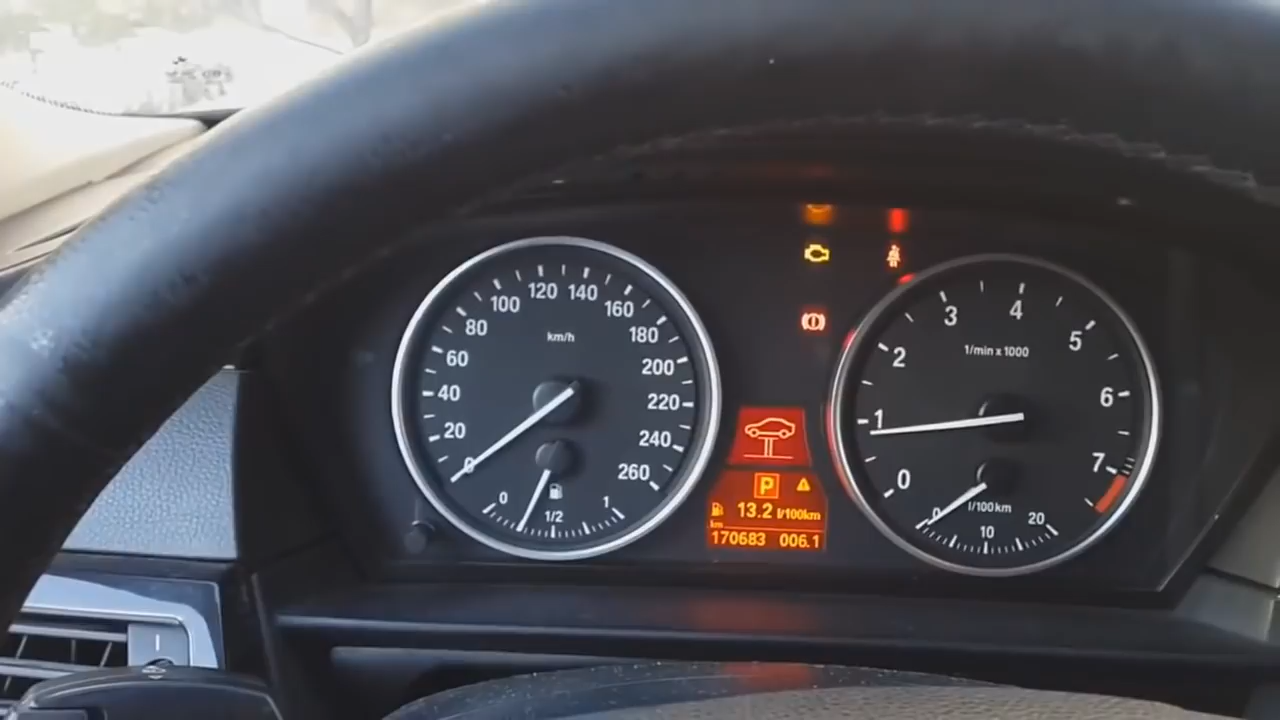 0 20 40 60 80 100 120 140 160 180 200 220 240 260
km/h
0 1/2 1
P
13.2 l/100km
km
170683 006.1
0 1 2 3 4 5 6 7
1/min x 1000
0 10 20
l/100km